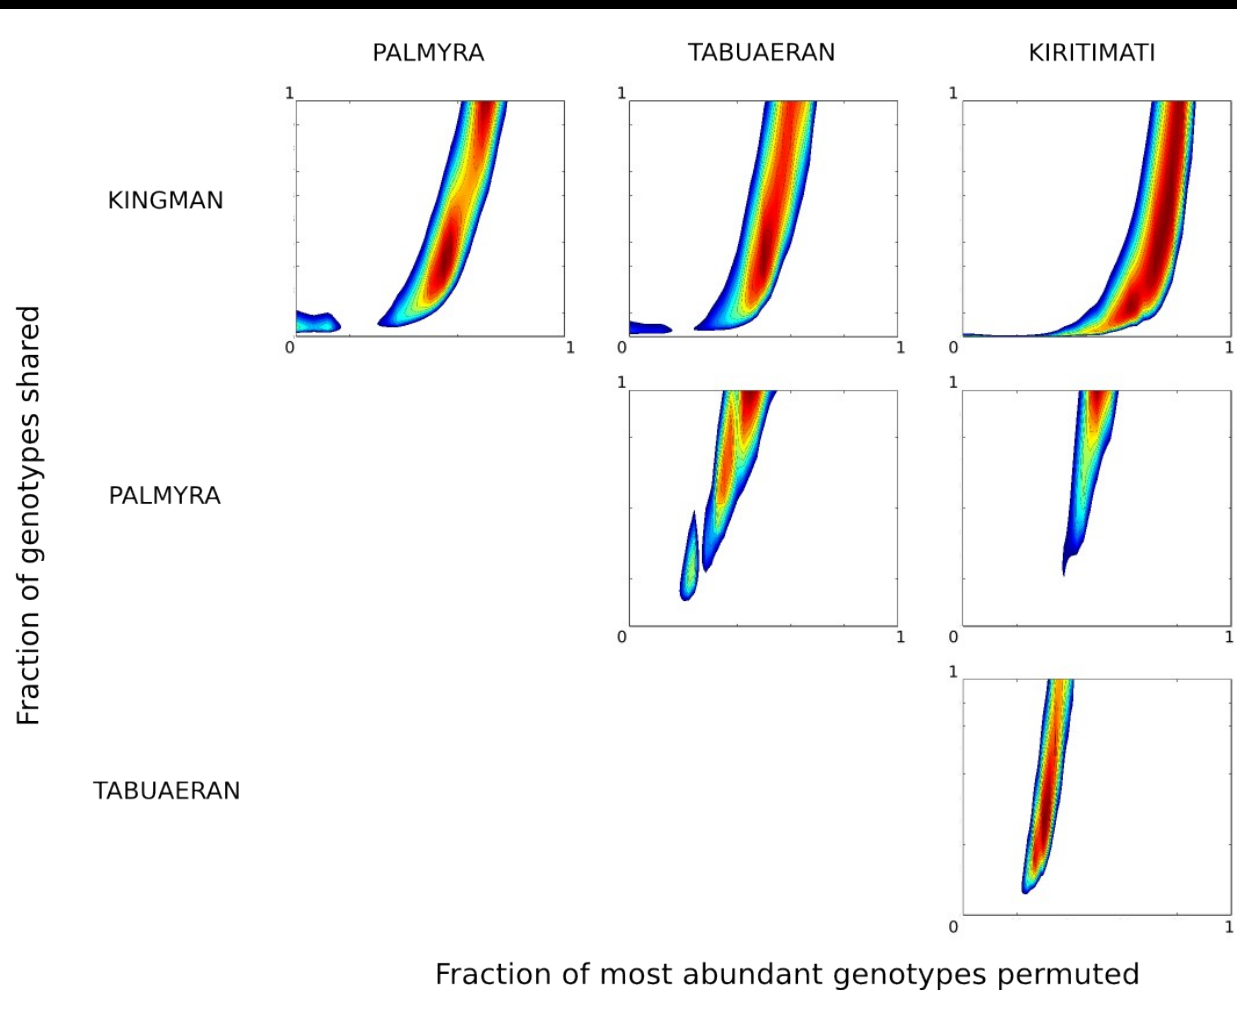 PALMYRA TABUAERAN KIRITIMATI
1 1 1
KINGMAN
0 1 0 1 0 1
1 1
PALMYRA
0 1 0 1
1
TABUAERAN
0 1
Fraction of genotypes shared
Fraction of most abundant genotypes permuted